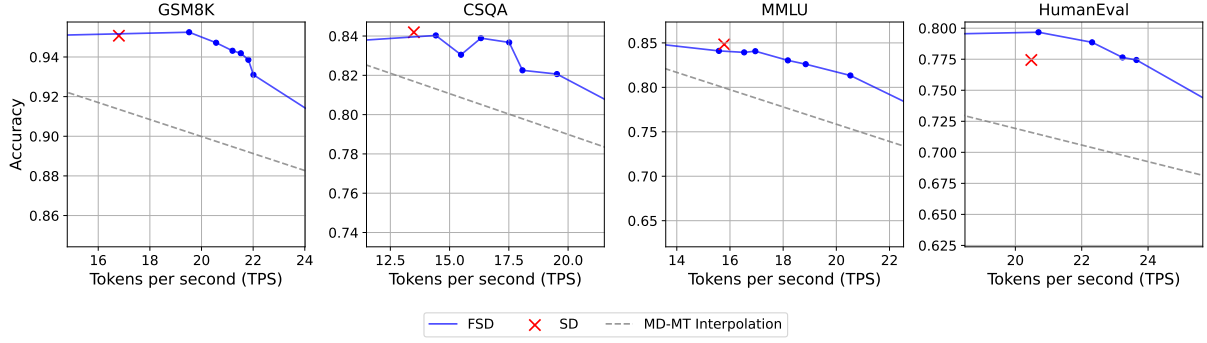 GSM8K
CSQA
MMLU
HumanEval
Accuracy
0.94
0.92
0.90
0.88
0.86
16 18 20 22 24
Tokens per second (TPS)
0.84
0.82
0.80
0.78
0.76
0.74
12.5 15.0 17.5 20.0
Tokens per second (TPS)
0.85
0.80
0.75
0.70
0.65
14 16 18 20 22
Tokens per second (TPS)
0.800
0.775
0.750
0.725
0.700
0.675
0.650
0.625
20 22 24
Tokens per second (TPS)
FSD SD MD-MT Interpolation